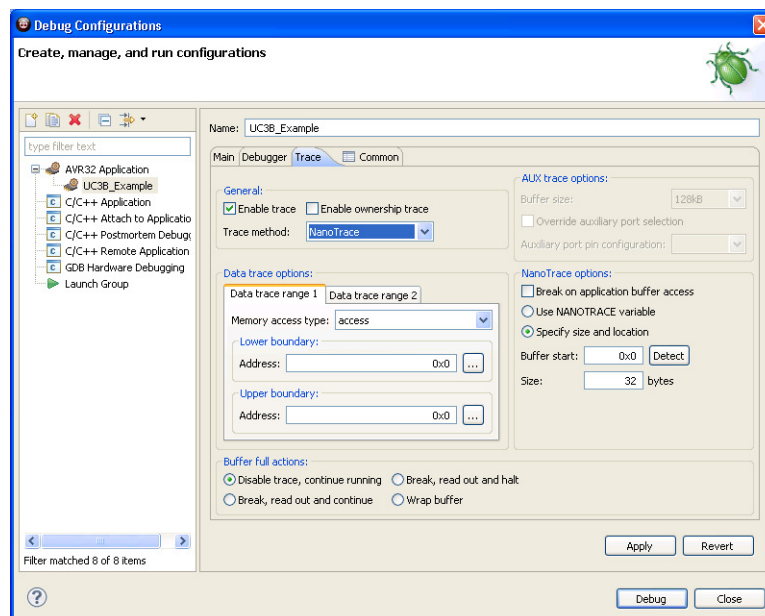 Debug Configurations
Create, manage, and run configurations
type filter text
AVR32 Application
UC3B_Example
C/C++ Application
C/C++ Attach to Applicatio
C/C++ Postmortem Debugg
C/C++ Remote Application
GDB Hardware Debugging
Launch Group
Filter matched 8 of 8 items
Name: UC3B_Example
Main Debugger Trace Common
General:
Enable trace Enable ownership trace
Trace method: NanoTrace
AUX trace options:
Buffer size: 128kB
Override auxiliary port selection
Auxiliary port pin configuration:
Data trace options:
Data trace range 1 Data trace range 2
Memory access type: access
Lower boundary:
Address: 0x0 ...
Upper boundary:
Address: 0x0 ...
NanoTrace options:
Break on application buffer access
Use NANOTRACE variable
Specify size and location
Buffer start: 0x0 Detect
Size: 32 bytes
Buffer full actions:
Disable trace, continue running Break, read out and halt
Break, read out and continue Wrap buffer
Apply Revert
? Debug Close